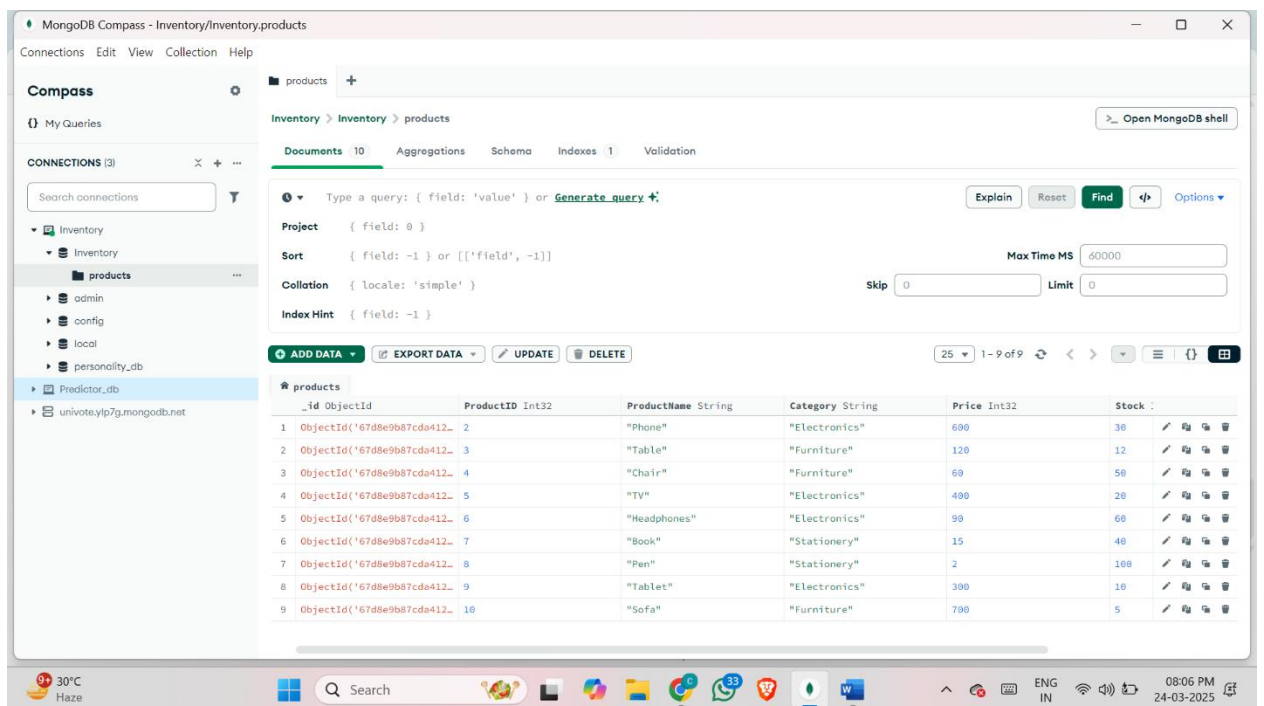 MongoDB Compass - Inventory/Inventory.products
Connections Edit View Collection Help
Compass
{} My Queries
CONNECTIONS (3)
Search connections
Inventory
Inventory
products
admin
config
local
personality_db
Predictor_db
univote.ylp7g.mongodb.net
products
Inventory > Inventory > products
>_ Open MongoDB shell
Documents 10 Aggregations Schema Indexes 1 Validation
Type a query: { field: 'value' } or Generate query
Explain Reset Find </> Options
Project { field: 0 }
Sort { field: -1 } or [['field', -1]]
Max Time MS 60000
Collation { locale: 'simple' }
Skip 0 Limit 0
Index Hint { field: -1 }
ADD DATA EXPORT DATA UPDATE DELETE
25 1 - 9 of 9 {}
products
_id ObjectId ProductID Int32 ProductName String Category String Price Int32 Stock
1 ObjectId('67d8e9b87cda412… 2 "Phone" "Electronics" 600 30
2 ObjectId('67d8e9b87cda412… 3 "Table" "Furniture" 120 12
3 ObjectId('67d8e9b87cda412… 4 "Chair" "Furniture" 60 50
4 ObjectId('67d8e9b87cda412… 5 "TV" "Electronics" 400 20
5 ObjectId('67d8e9b87cda412… 6 "Headphones" "Electronics" 90 60
6 ObjectId('67d8e9b87cda412… 7 "Book" "Stationery" 15 40
7 ObjectId('67d8e9b87cda412… 8 "Pen" "Stationery" 2 100
8 ObjectId('67d8e9b87cda412… 9 "Tablet" "Electronics" 300 10
9 ObjectId('67d8e9b87cda412… 10 "Sofa" "Furniture" 700 5
9+
30°C
Haze
Search
33
ENG
IN
08:06 PM
24-03-2025